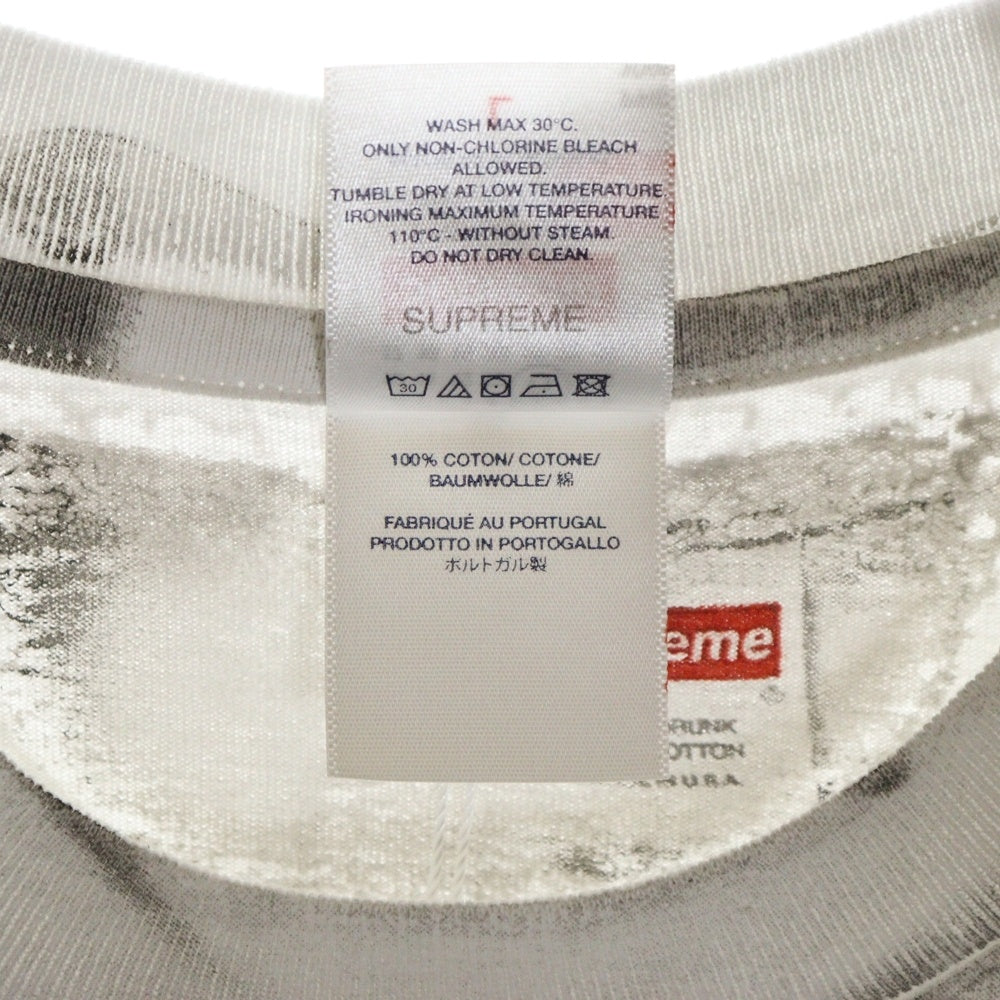 WASH MAX 30°C.
ONLY NON-CHLORINE BLEACH
ALLOWED.
TUMBLE DRY AT LOW TEMPERATURE
IRONING MAXIMUM TEMPERATURE
110°C - WITHOUT STEAM.
DO NOT DRY CLEAN.
SUPREME
30
100% COTON/ COTONE/
BAUMWOLLE/ 綿
FABRIQUÉ AU PORTUGAL
PRODOTTO IN PORTOGALLO
ポルトガル製
eme
®
RUNK
OTTON
U.S.A.